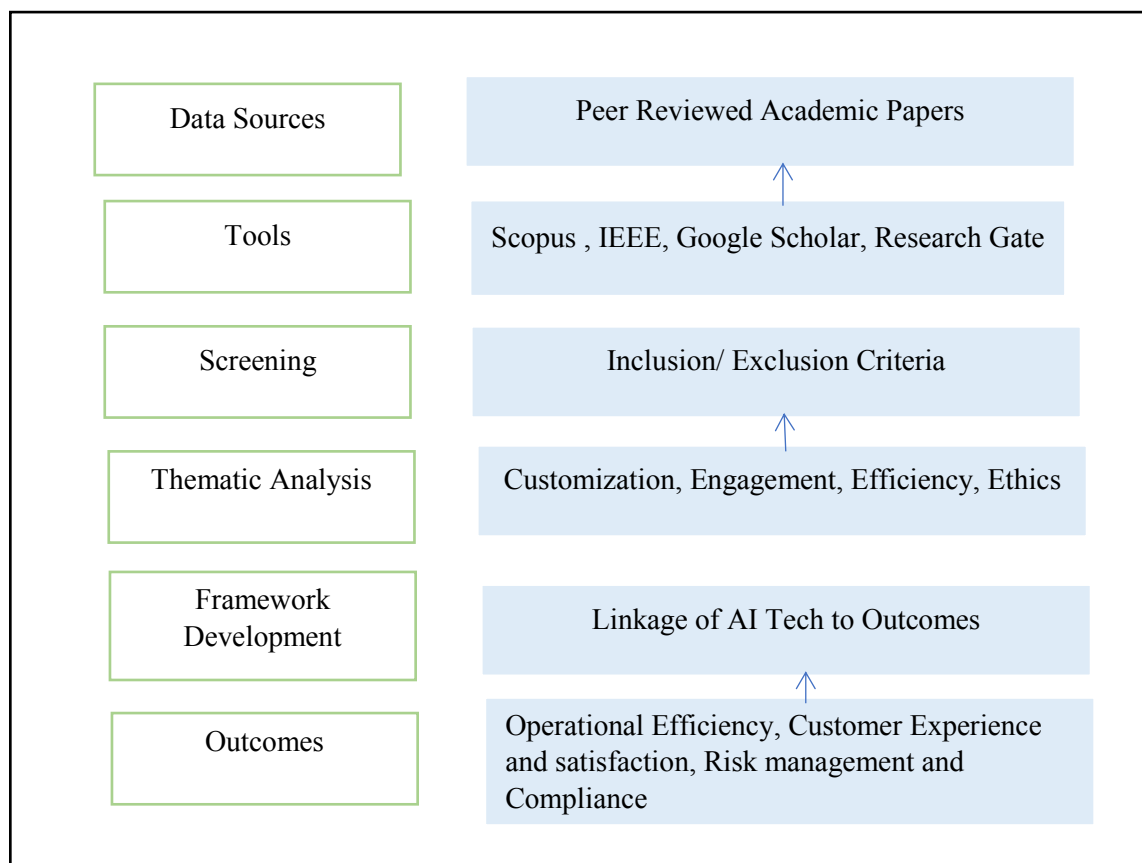 Data Sources
Peer Reviewed Academic Papers
Tools
Scopus , IEEE, Google Scholar, Research Gate
Screening
Inclusion/ Exclusion Criteria
Thematic Analysis
Customization, Engagement, Efficiency, Ethics
Framework
Development
Linkage of AI Tech to Outcomes
Outcomes
Operational Efficiency, Customer Experience
and satisfaction, Risk management and
Compliance